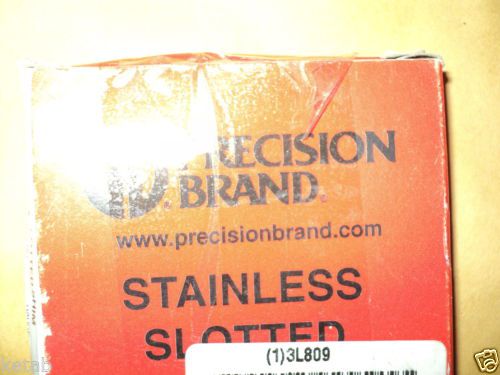 PRECISION
BRAND®
www.precisionbrand.com
STAINLESS
SLOTTED
(1)3L809